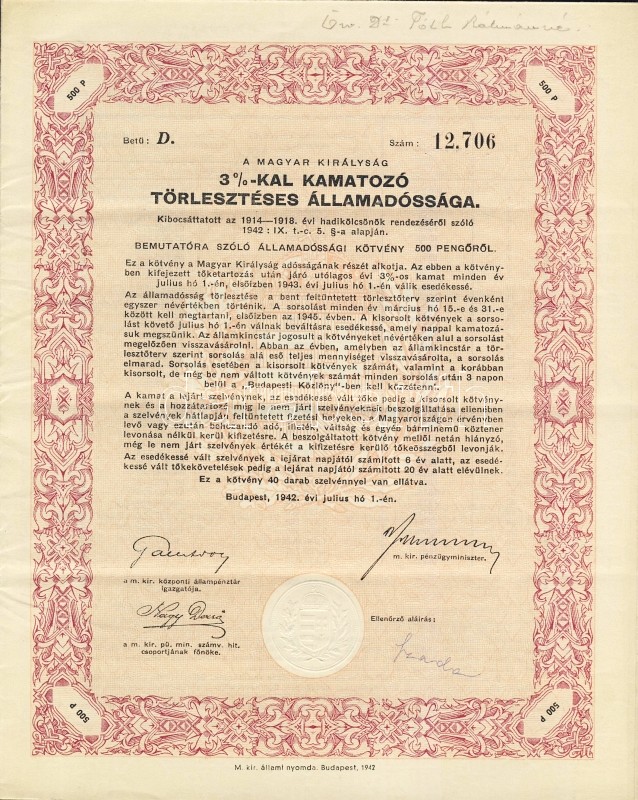 Özv. Dr. Tóth Kálmánné.
500 P
500 P
Betű: D.
Szám: 12.706
A MAGYAR KIRÁLYSÁG
3%-KAL KAMATOZÓ
TÖRLESZTÉSES ÁLLAMADÓSSÁGA.
Kibocsáttatott az 1914—1918. évi hadikölcsönök rendezéséről szóló
1942 : IX. t.-c. 5. §-a alapján.
BEMUTATÓRA SZÓLÓ ÁLLAMADÓSSÁGI KÖTVÉNY 500 PENGŐRŐL.
Ez a kötvény a Magyar Királyság adósságának részét alkotja. Az ebben a kötvény-
ben kifejezett tőketartozás után járó utólagos évi 3%-os kamat minden év
július hó 1.-én, elsőízben 1943. évi július hó 1.-én válik esedékessé.
Az államadósság törlesztése a bent feltüntetett törlesztőterv szerint évenként
egyszer névértékben történik. A sorsolást minden év március hó 15.-e és 31.-e
között kell megtartani, elsőízben az 1945. évben. A kisorsolt kötvények a sorso-
lást követő július hó 1.-én válnak beváltásra esedékessé, amely nappal kamatozá-
suk megszűnik. Az államkincstár jogosult a kötvényeket névértéken alul a sorsolást
megelőzően visszavásárolni. Abban az évben, amelyben az államkincstár a tör-
lesztőterv szerint sorsolás alá eső teljes mennyiséget visszavásárolta, a sorsolás
elmarad. Sorsolás esetében a kisorsolt kötvények számát, valamint a korábban
kisorsolt, de még be nem váltott kötvények számát minden sorsolás után 3 napon
belül a „Budapesti Közlöny"-ben kell közzétenni.
A kamat a lejárt szelvénynek, az esedékessé vált tőke pedig a kisorsolt kötvény-
nek és a hozzátartozó még le nem járt szelvényeknek beszolgáltatása ellenében
a szelvények hátlapján feltüntetett fizetési helyeken. a Magyarországon érvényben
levő vagy ezután behozandó adó, illeték, váltság és egyéb bárminemű közteher
levonása nélkül kerül kifizetésre. A beszolgáltatott kötvény mellől netán hiányzó,
még le nem járt szelvények értékét a kifizetésre kerülő tőkeösszegből levonják.
Az esedékessé vált szelvények a lejárat napjától számított 6 év alatt, az esedé-
kessé vált tőkekövetelések pedig a lejárat napjától számított 20 év alatt elévülnek.
Ez a kötvény 40 darab szelvénnyel van ellátva.
Budapest, 1942. évi július hó 1.-én.
m. kir. pénzügyminiszter.
a m. kir. központi állampénztár
igazgatója.
Nagy Dezső
Ellenőrző aláírás:
a m. kir. pü. min. számv. hit.
csoportjának főnöke.
500 P
500 P
M. kir. állami nyomda. Budapest, 1942